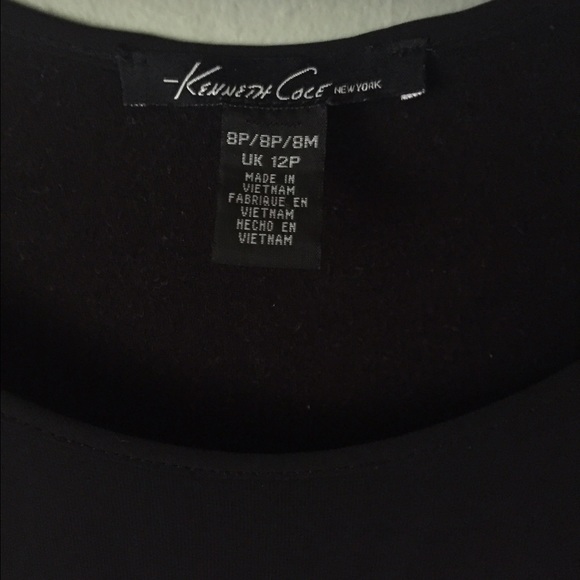 Kenneth Cole NEW YORK
8P/8P/8M
UK 12P
MADE IN
VIETNAM
FABRIQUE EN
VIETNAM
HECHO EN
VIETNAM